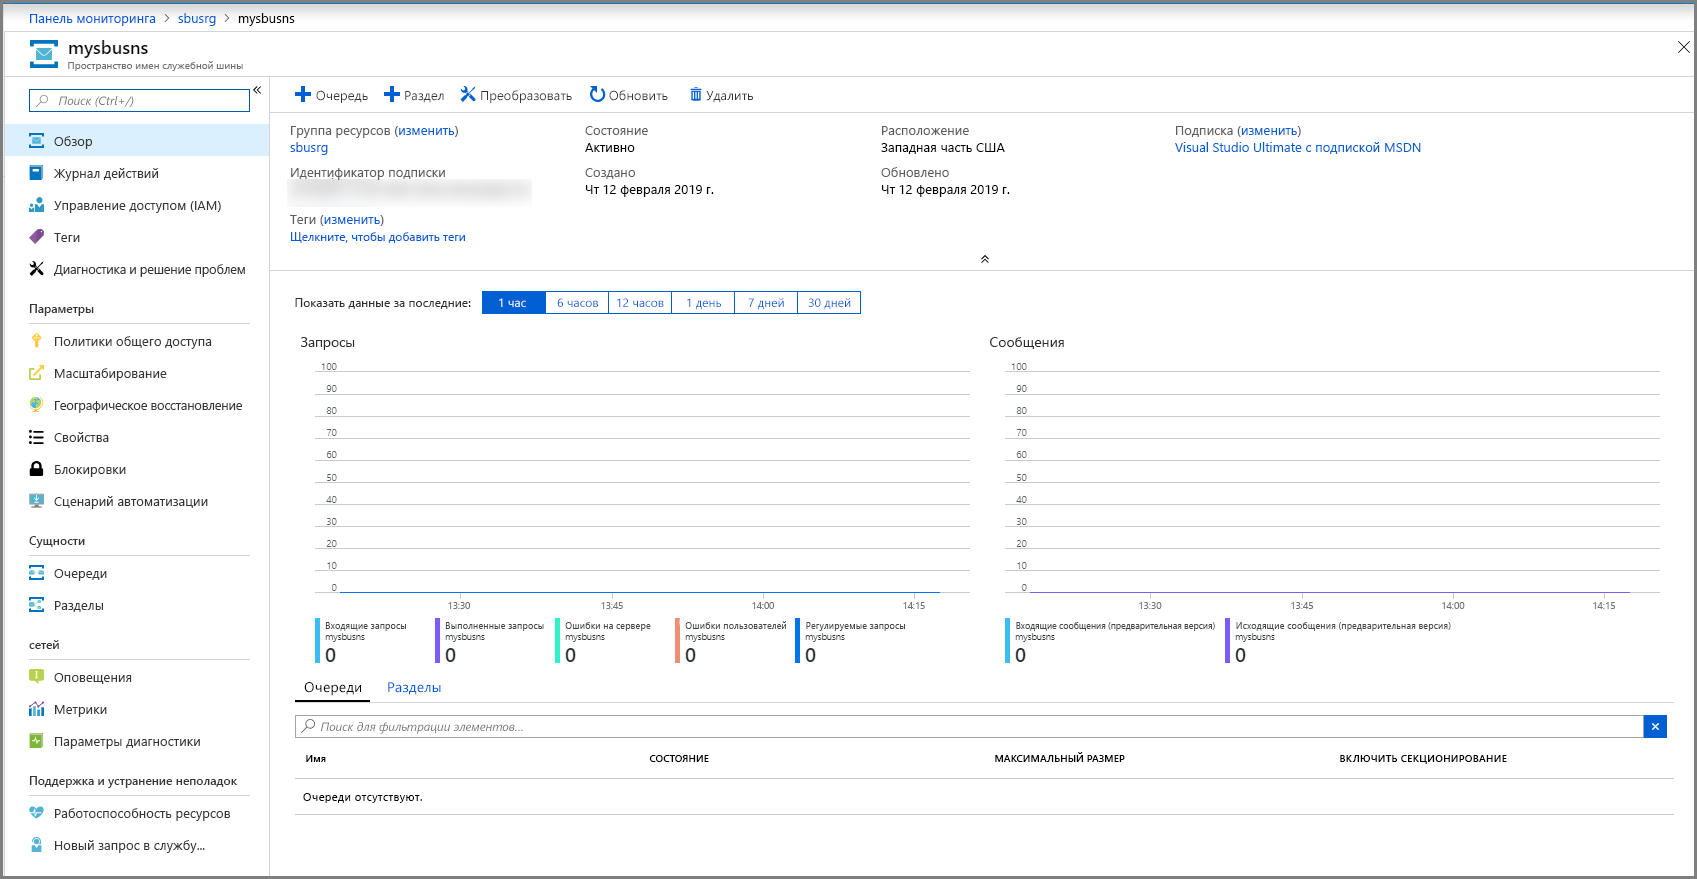 Панель мониторинга > sbusrg > mysbusns
mysbusns
Пространство имен служебной шины
Поиск (Ctrl+/)
Обзор
Журнал действий
Управление доступом (IAM)
Теги
Диагностика и решение проблем
Параметры
Политики общего доступа
Масштабирование
Географическое восстановление
Свойства
Блокировки
Сценарий автоматизации
Сущности
Очереди
Разделы
сетей
Оповещения
Метрики
Параметры диагностики
Поддержка и устранение неполадок
Работоспособность ресурсов
Новый запрос в службу...
Очередь Раздел Преобразовать Обновить Удалить
Группа ресурсов (изменить)
sbusrg
Идентификатор подписки
Теги (изменить)
Щелкните, чтобы добавить теги
Состояние
Активно
Создано
Чт 12 февраля 2019 г.
Расположение
Западная часть США
Обновлено
Чт 12 февраля 2019 г.
Подписка (изменить)
Visual Studio Ultimate с подпиской MSDN
Показать данные за последние: 1 час 6 часов 12 часов 1 день 7 дней 30 дней
Запросы
100
90
80
70
60
50
40
30
20
10
0
13:30 13:45 14:00 14:15
Входящие запросы
mysbusns
0
Выполненные запросы
mysbusns
0
Ошибки на сервере
mysbusns
0
Ошибки пользователей
mysbusns
0
Регулируемые запросы
mysbusns
0
Сообщения
100
90
80
70
60
50
40
30
20
10
0
13:30 13:45 14:00 14:15
Входящие сообщения (предварительная версия)
mysbusns
0
Исходящие сообщения (предварительная версия)
mysbusns
0
Очереди Разделы
Поиск для фильтрации элементов...
Имя СОСТОЯНИЕ МАКСИМАЛЬНЫЙ РАЗМЕР ВКЛЮЧИТЬ СЕКЦИОНИРОВАНИЕ
Очереди отсутствуют.